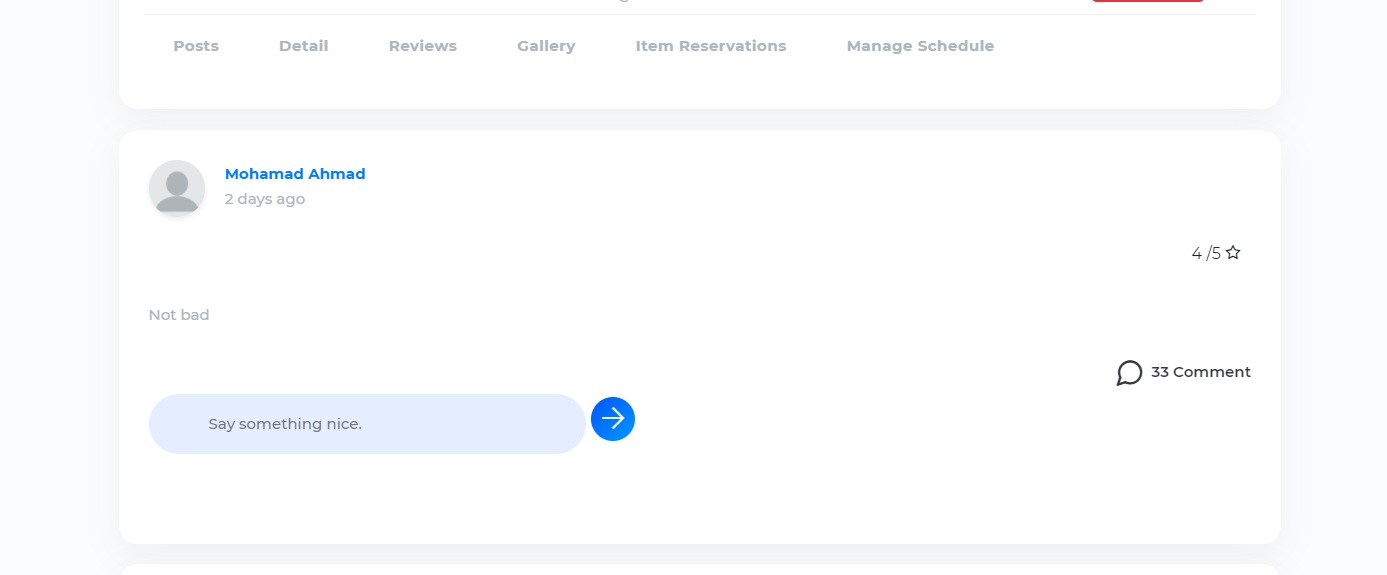 Posts Detail Reviews Gallery Item Reservations Manage Schedule
Mohamad Ahmad
2 days ago
4 /5
Not bad
33 Comment
Say something nice.